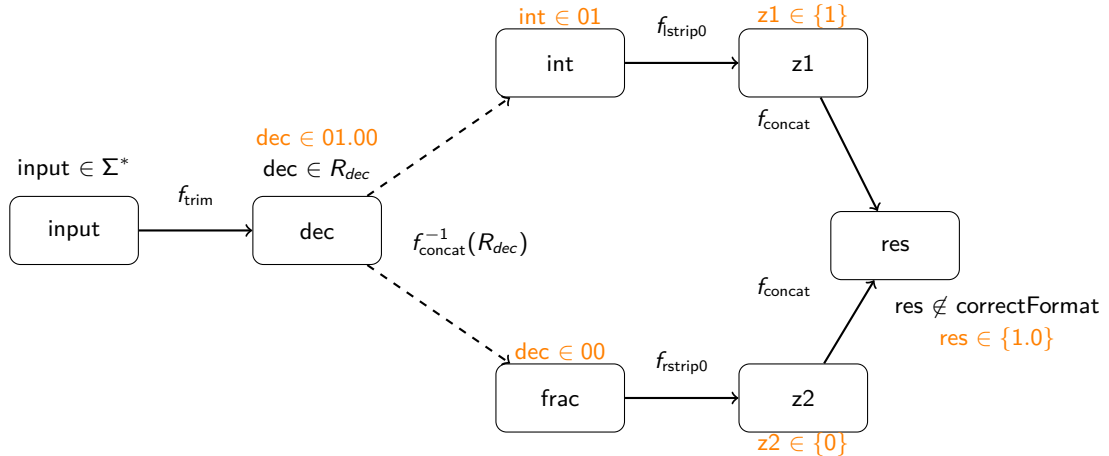 int ∈ 01
int
f_lstrip0
z1 ∈ {1}
z1
f_concat
dec ∈ 01.00
dec ∈ R_dec
input ∈ Σ*
input
f_trim
dec
f_concat^{-1}(R_dec)
res
f_concat
res ∉ correctFormat
res ∈ {1.0}
dec ∈ 00
frac
f_rstrip0
z2
z2 ∈ {0}